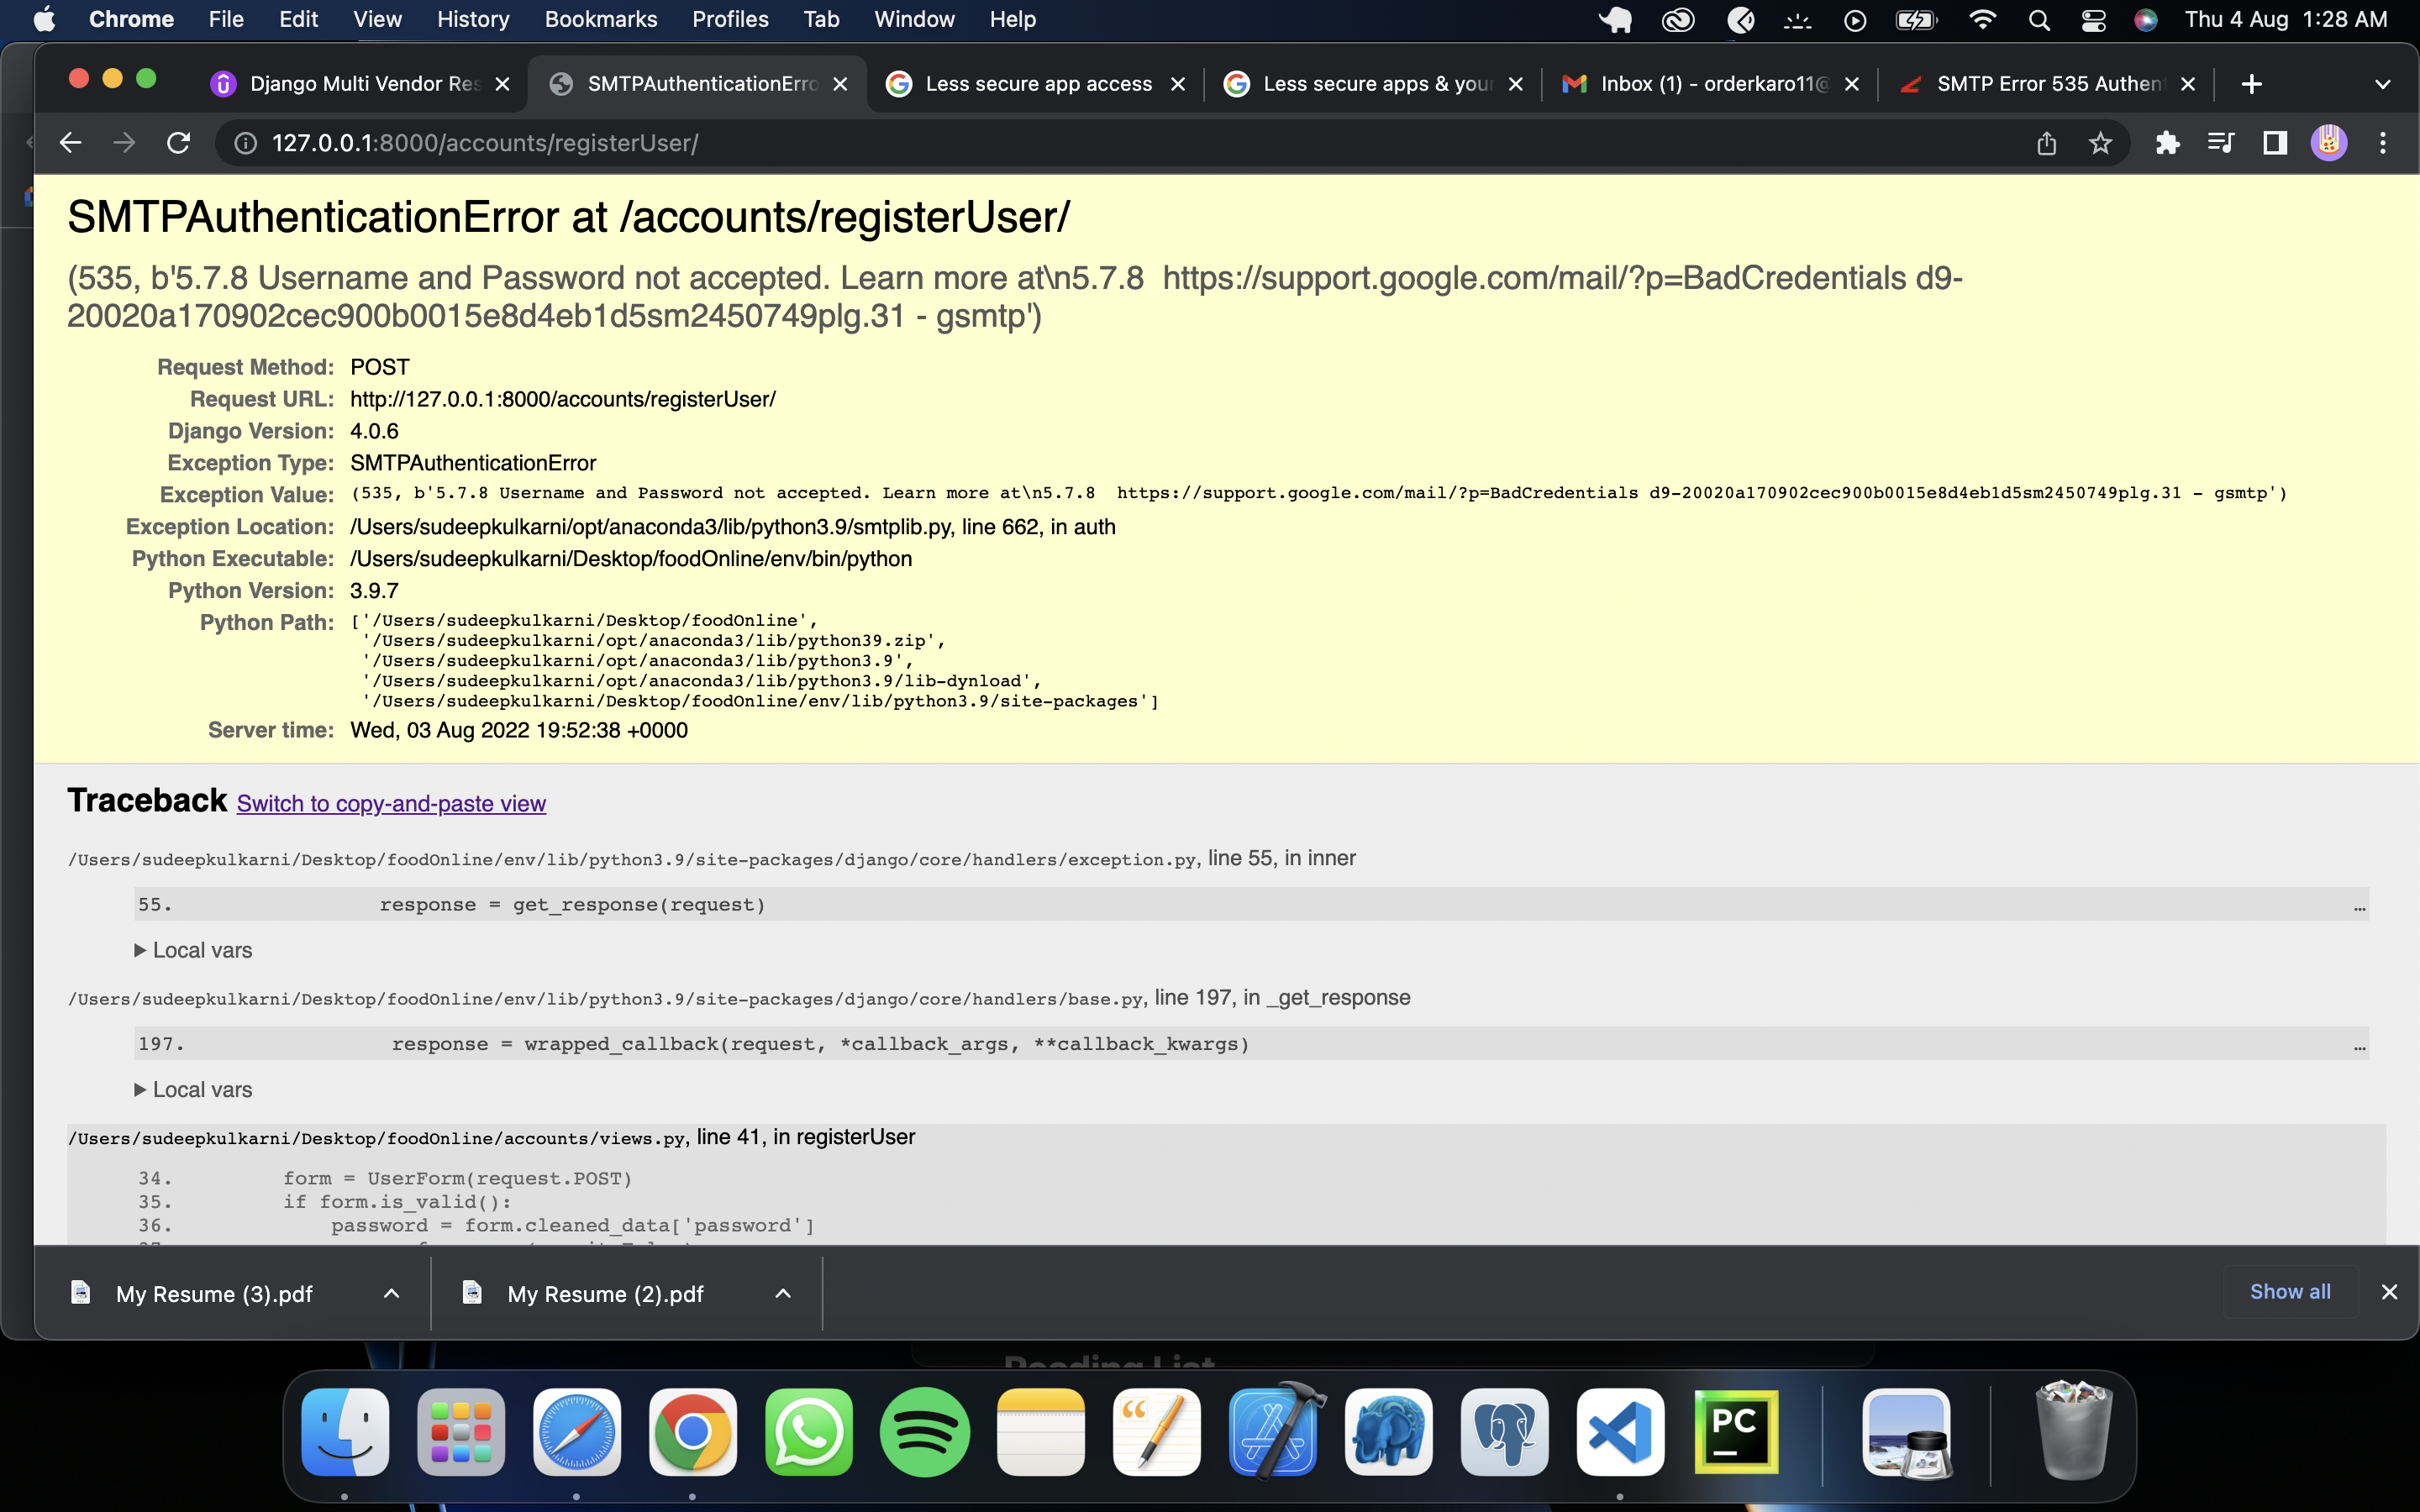 Chrome File Edit View History Bookmarks Profiles Tab Window Help Thu 4 Aug 1:28 AM
Django Multi Vendor Res SMTPAuthenticationErro Less secure app access Less secure apps & your Inbox (1) - orderkaro11@ SMTP Error 535 Authent
127.0.0.1:8000/accounts/registerUser/
SMTPAuthenticationError at /accounts/registerUser/
(535, b'5.7.8 Username and Password not accepted. Learn more at\n5.7.8 https://support.google.com/mail/?p=BadCredentials d9-
20020a170902cec900b0015e8d4eb1d5sm2450749plg.31 - gsmtp')
Request Method: POST
Request URL: http://127.0.0.1:8000/accounts/registerUser/
Django Version: 4.0.6
Exception Type: SMTPAuthenticationError
Exception Value: (535, b'5.7.8 Username and Password not accepted. Learn more at\n5.7.8 https://support.google.com/mail/?p=BadCredentials d9-20020a170902cec900b0015e8d4eb1d5sm2450749plg.31 - gsmtp')
Exception Location: /Users/sudeepkulkarni/opt/anaconda3/lib/python3.9/smtplib.py, line 662, in auth
Python Executable: /Users/sudeepkulkarni/Desktop/foodOnline/env/bin/python
Python Version: 3.9.7
Python Path: ['/Users/sudeepkulkarni/Desktop/foodOnline',
'/Users/sudeepkulkarni/opt/anaconda3/lib/python39.zip',
'/Users/sudeepkulkarni/opt/anaconda3/lib/python3.9',
'/Users/sudeepkulkarni/opt/anaconda3/lib/python3.9/lib-dynload',
'/Users/sudeepkulkarni/Desktop/foodOnline/env/lib/python3.9/site-packages']
Server time: Wed, 03 Aug 2022 19:52:38 +0000
Traceback Switch to copy-and-paste view
/Users/sudeepkulkarni/Desktop/foodOnline/env/lib/python3.9/site-packages/django/core/handlers/exception.py, line 55, in inner
55. response = get_response(request) …
Local vars
/Users/sudeepkulkarni/Desktop/foodOnline/env/lib/python3.9/site-packages/django/core/handlers/base.py, line 197, in _get_response
197. response = wrapped_callback(request, *callback_args, **callback_kwargs) …
Local vars
/Users/sudeepkulkarni/Desktop/foodOnline/accounts/views.py, line 41, in registerUser
34. form = UserForm(request.POST)
35. if form.is_valid():
36. password = form.cleaned_data['password']
My Resume (3).pdf My Resume (2).pdf Show all
Reading List
PC